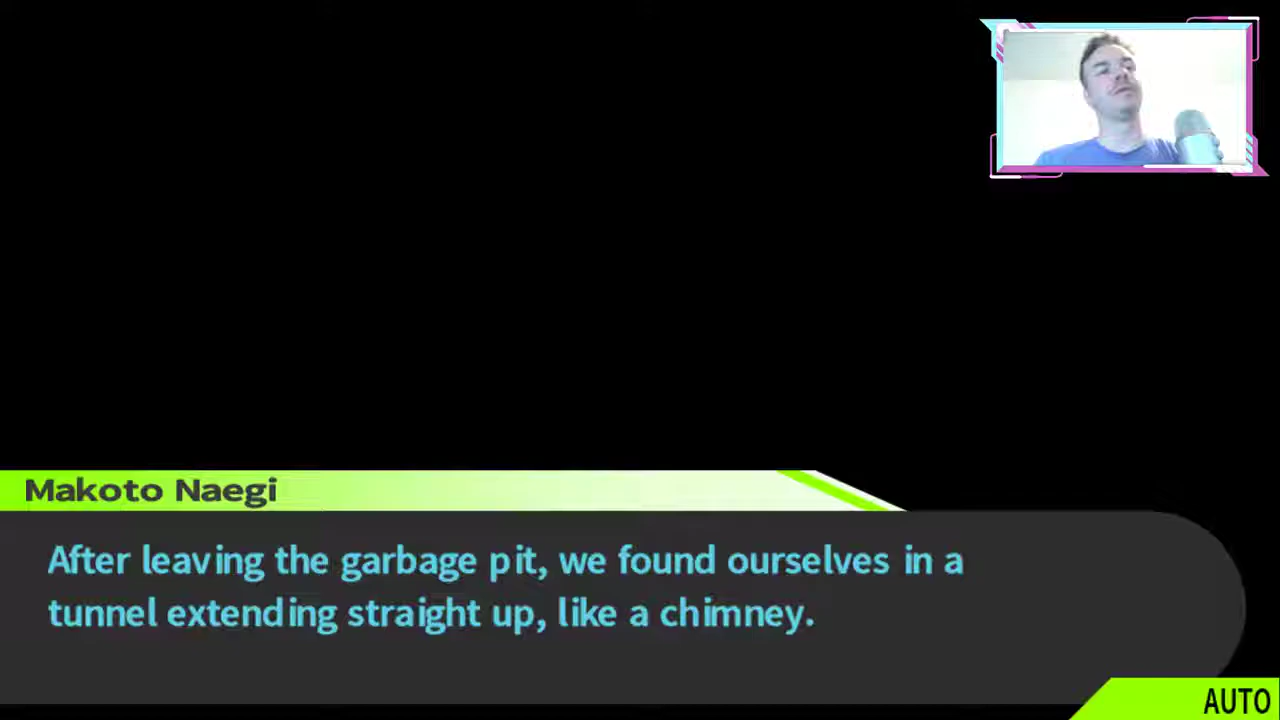 Makoto Naegi
After leaving the garbage pit, we found ourselves in a
tunnel extending straight up, like a chimney.
AUTO